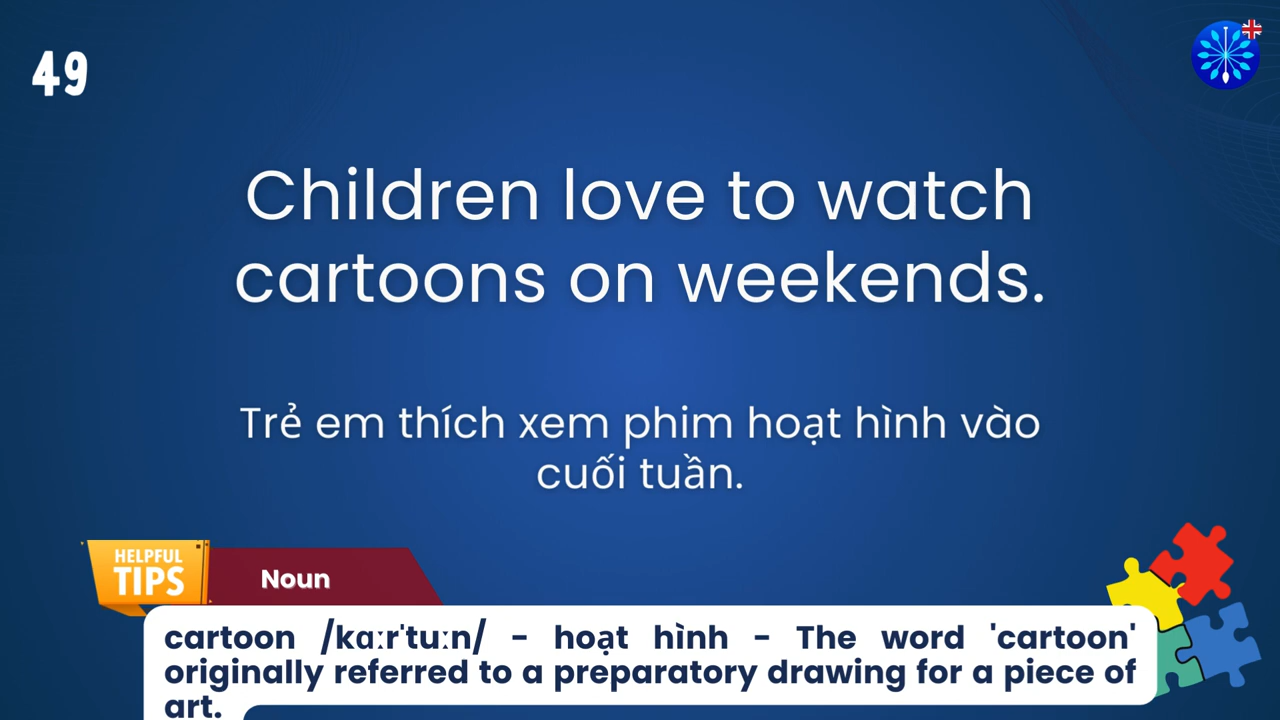 49
Children love to watch
cartoons on weekends.
Trẻ em thích xem phim hoạt hình vào
cuối tuần.
HELPFUL
TIPS
Noun
cartoon /kɑːrˈtuːn/ - hoạt hình - The word 'cartoon'
originally referred to a preparatory drawing for a piece of
art.